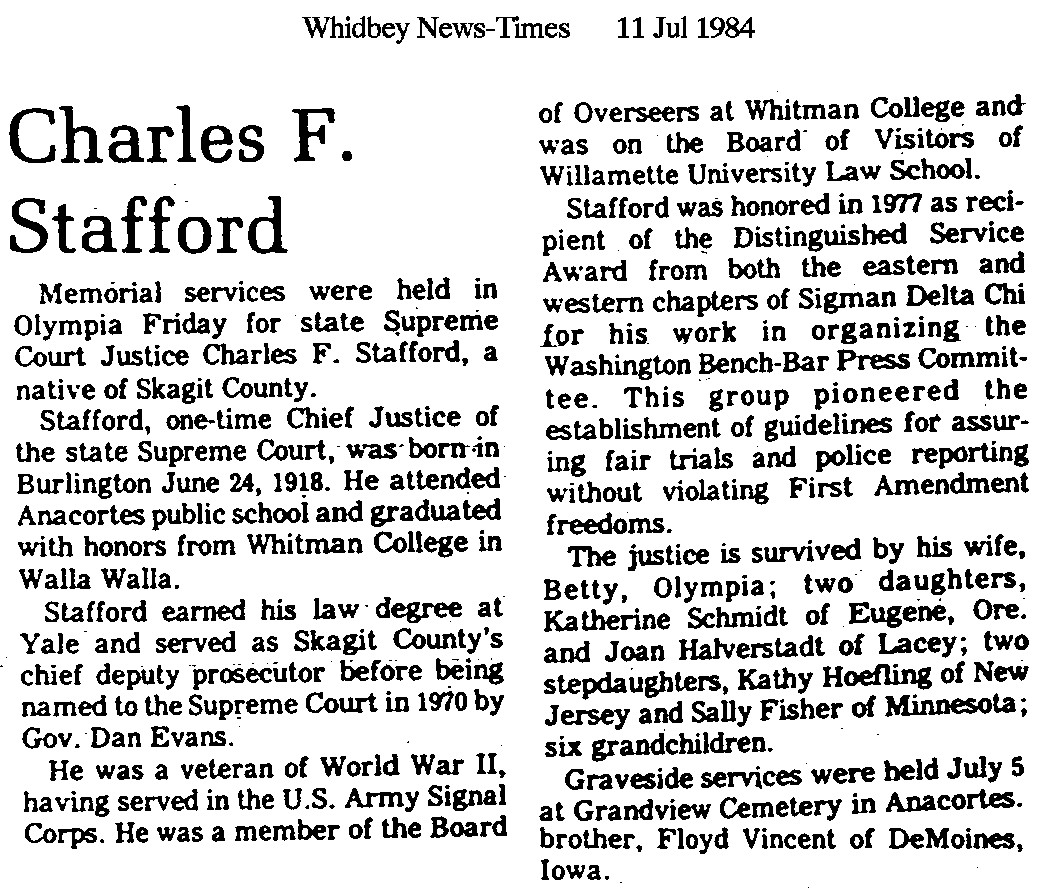 Whidbey News-Times 11 Jul 1984
Charles F.
Stafford
Memorial services were held in
Olympia Friday for state Supreme
Court Justice Charles F. Stafford, a
native of Skagit County.
Stafford, one-time Chief Justice of
the state Supreme Court, was born in
Burlington June 24, 1918. He attended
Anacortes public school and graduated
with honors from Whitman College in
Walla Walla.
Stafford earned his law degree at
Yale and served as Skagit County's
chief deputy prosecutor before being
named to the Supreme Court in 1970 by
Gov. Dan Evans.
He was a veteran of World War II,
having served in the U.S. Army Signal
Corps. He was a member of the Board
of Overseers at Whitman College and
was on the Board of Visitors of
Willamette University Law School.
Stafford was honored in 1977 as reci-
pient of the Distinguished Service
Award from both the eastern and
western chapters of Sigman Delta Chi
for his work in organizing the
Washington Bench-Bar Press Commit-
tee. This group pioneered the
establishment of guidelines for assur-
ing fair trials and police reporting
without violating First Amendment
freedoms.
The justice is survived by his wife,
Betty, Olympia; two daughters,
Katherine Schmidt of Eugene, Ore.
and Joan Halverstadt of Lacey; two
stepdaughters, Kathy Hoefling of New
Jersey and Sally Fisher of Minnesota;
six grandchildren.
Graveside services were held July 5
at Grandview Cemetery in Anacortes.
brother, Floyd Vincent of DeMoines,
Iowa.